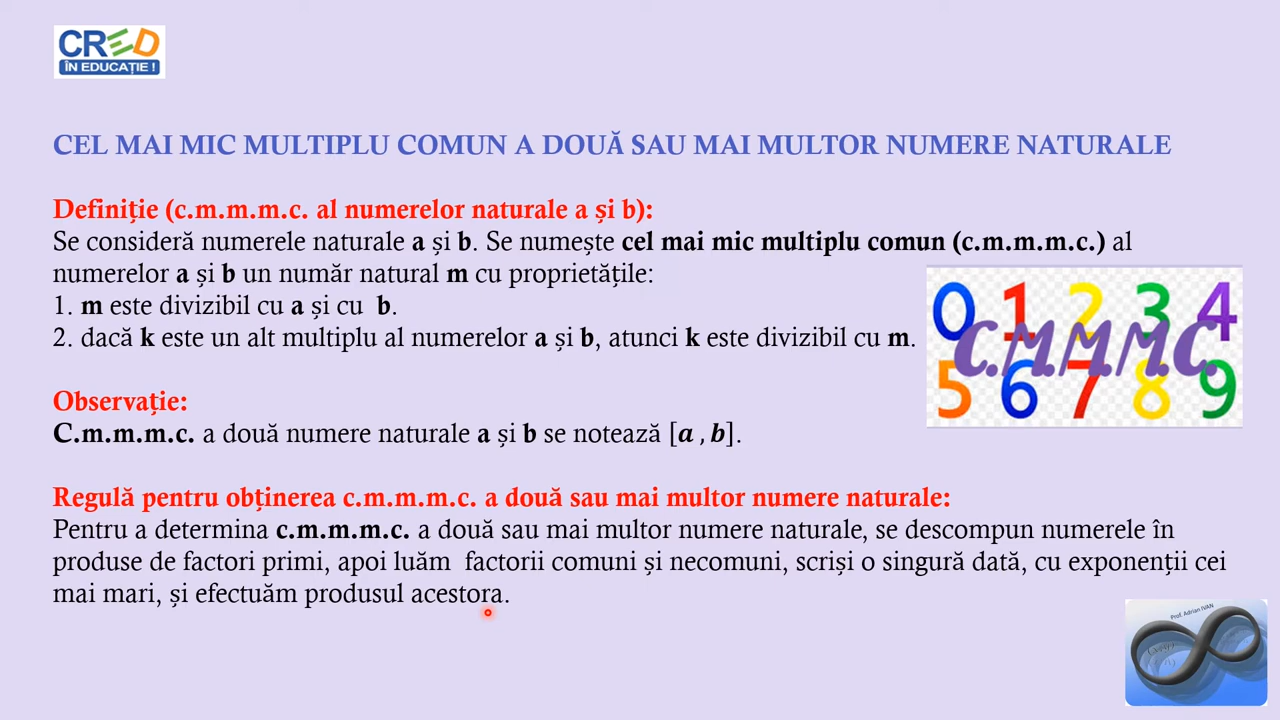 CRED
ÎN EDUCAȚIE !
CEL MAI MIC MULTIPLU COMUN A DOUĂ SAU MAI MULTOR NUMERE NATURALE
Definiție (c.m.m.m.c. al numerelor naturale a și b):
Se consideră numerele naturale a și b. Se numește cel mai mic multiplu comun (c.m.m.m.c.) al
numerelor a și b un număr natural m cu proprietățile:
1. m este divizibil cu a și cu b.
2. dacă k este un alt multiplu al numerelor a și b, atunci k este divizibil cu m.
0 1 2 3 4
C.M.M.M.C.
5 6 7 8 9
Observație:
C.m.m.m.c. a două numere naturale a și b se notează [a , b].
Regulă pentru obținerea c.m.m.m.c. a două sau mai multor numere naturale:
Pentru a determina c.m.m.m.c. a două sau mai multor numere naturale, se descompun numerele în
produse de factori primi, apoi luăm factorii comuni și necomuni, scriși o singură dată, cu exponenții cei
mai mari, și efectuăm produsul acestora.
Prof. Adrian IVAN